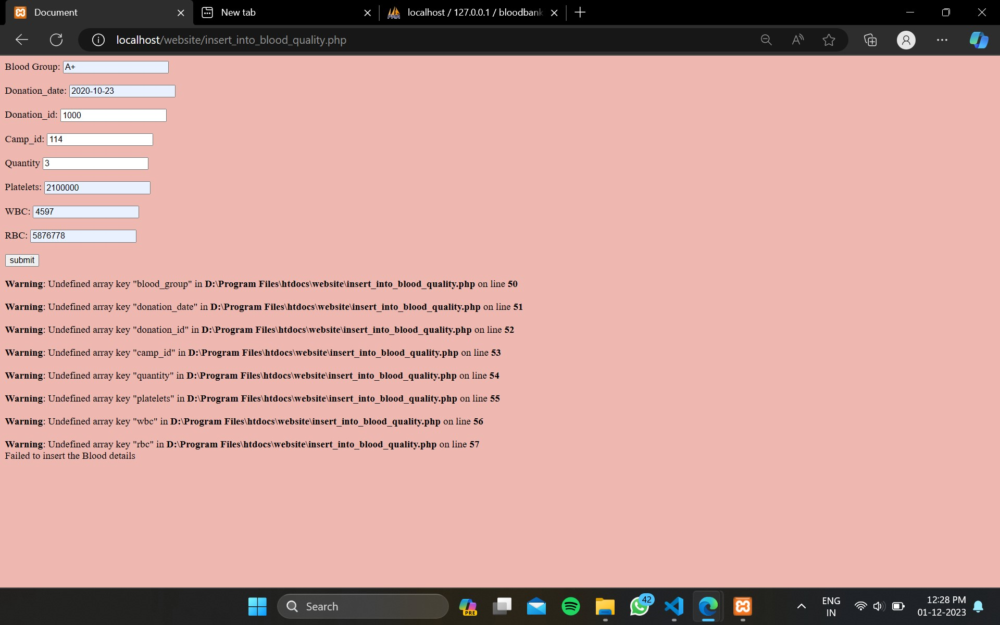 Document
New tab
localhost / 127.0.0.1 / bloodbank
localhost/website/insert_into_blood_quality.php
Blood Group: A+
Donation_date: 2020-10-23
Donation_id: 1000
Camp_id: 114
Quantity 3
Platelets: 2100000
WBC: 4597
RBC: 5876778
submit
Warning: Undefined array key "blood_group" in D:\Program Files\htdocs\website\insert_into_blood_quality.php on line 50
Warning: Undefined array key "donation_date" in D:\Program Files\htdocs\website\insert_into_blood_quality.php on line 51
Warning: Undefined array key "donation_id" in D:\Program Files\htdocs\website\insert_into_blood_quality.php on line 52
Warning: Undefined array key "camp_id" in D:\Program Files\htdocs\website\insert_into_blood_quality.php on line 53
Warning: Undefined array key "quantity" in D:\Program Files\htdocs\website\insert_into_blood_quality.php on line 54
Warning: Undefined array key "platelets" in D:\Program Files\htdocs\website\insert_into_blood_quality.php on line 55
Warning: Undefined array key "wbc" in D:\Program Files\htdocs\website\insert_into_blood_quality.php on line 56
Warning: Undefined array key "rbc" in D:\Program Files\htdocs\website\insert_into_blood_quality.php on line 57
Failed to insert the Blood details
Search
PRE
42
ENG
IN
12:28 PM
01-12-2023